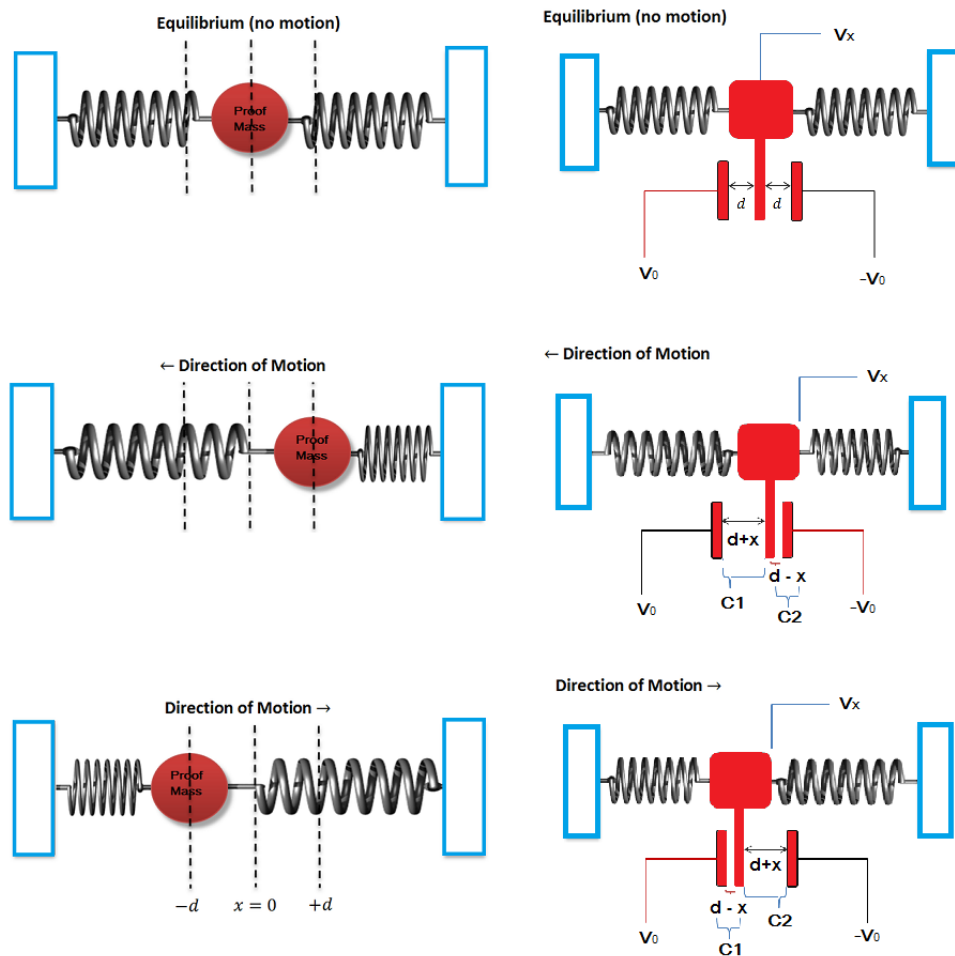 Equilibrium (no motion)
Proof
Mass
Equilibrium (no motion)
Vx
d
d
V0
-V0
← Direction of Motion
Proof
Mass
← Direction of Motion
Vx
d+x
d - x
C1
C2
V0
-V0
Direction of Motion →
Proof
Mass
−d
x = 0
+d
Direction of Motion →
Vx
d+x
d - x
C2
C1
V0
-V0